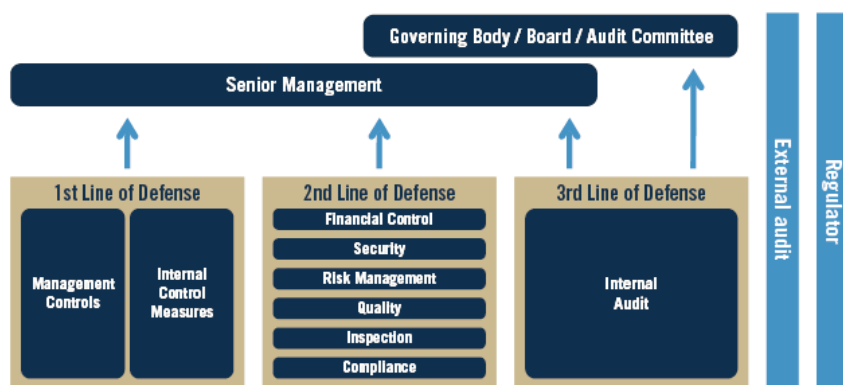 Governing Body / Board / Audit Committee
Senior Management
1st Line of Defense
Management
Controls
Internal
Control
Measures
2nd Line of Defense
Financial Control
Security
Risk Management
Quality
Inspection
Compliance
3rd Line of Defense
Internal
Audit
External audit
Regulator